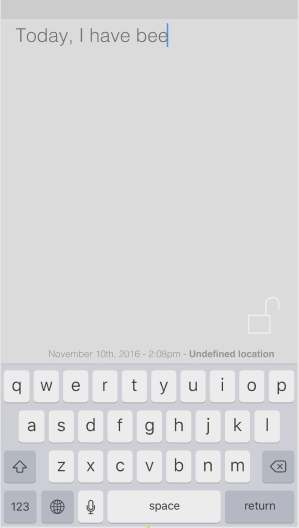 Today, I have bee
November 10th, 2016 - 2:08pm - Undefined location
q w e r t y u i o p
a s d f g h j k l
z x c v b n m
123 space return